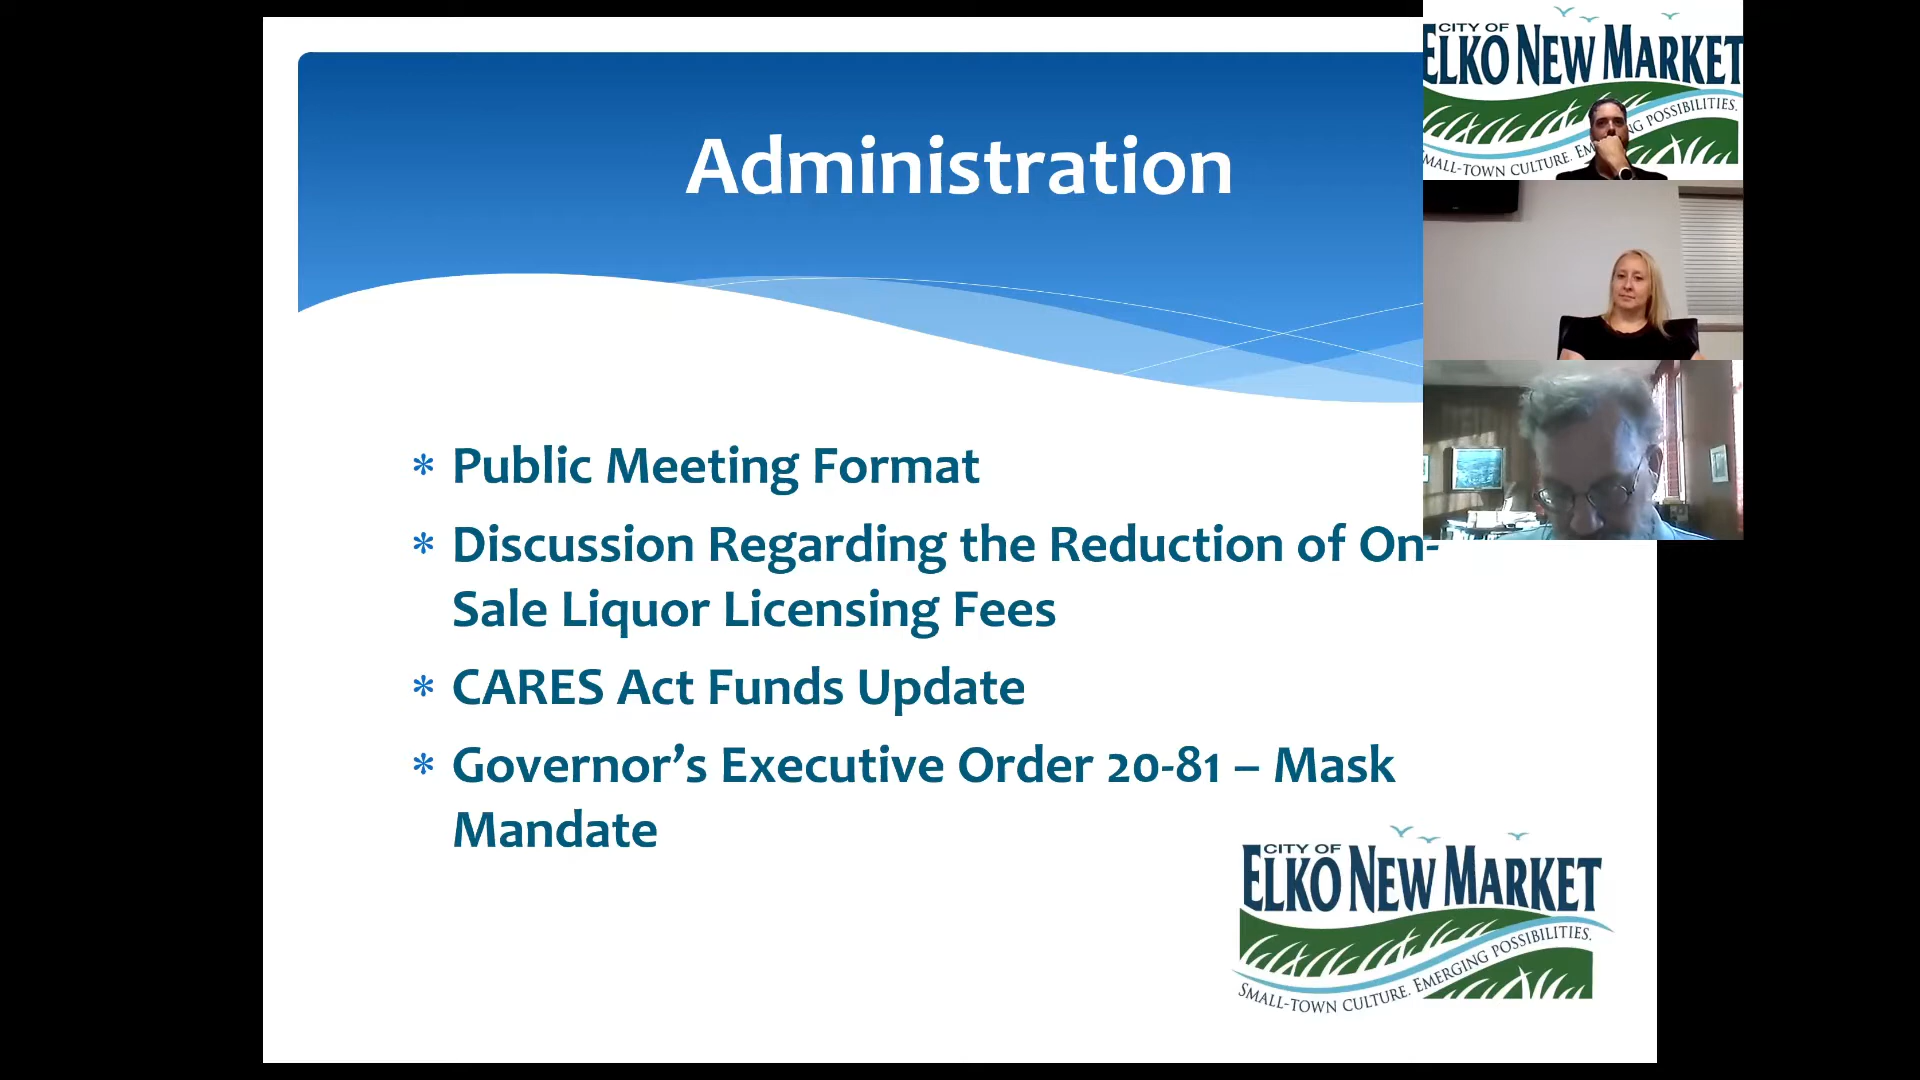 Administration
* Public Meeting Format
* Discussion Regarding the Reduction of On-
Sale Liquor Licensing Fees
* CARES Act Funds Update
* Governor’s Executive Order 20-81 – Mask
Mandate
CITY OF
ELKO NEW MARKET
SMALL-TOWN CULTURE. EMERGING POSSIBILITIES.
CITY OF
ELKO NEW MARKET
SMALL-TOWN CULTURE. EM NG POSSIBILITIES.